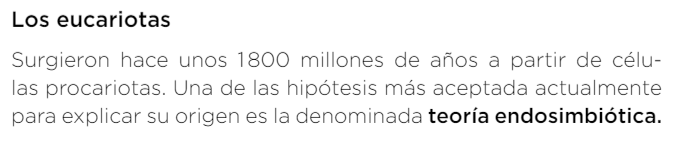 Los eucariotas
Surgieron hace unos 1800 millones de años a partir de célu-
las procariotas. Una de las hipótesis más aceptada actualmente
para explicar su origen es la denominada teoría endosimbiótica.